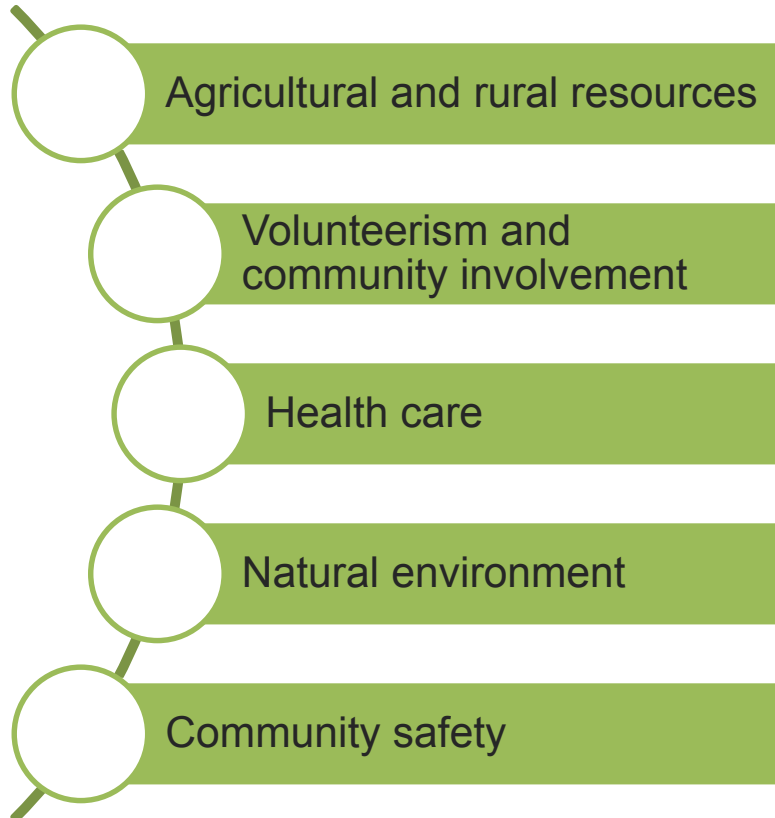 Agricultural and rural resources
Volunteerism and
community involvement
Health care
Natural environment
Community safety